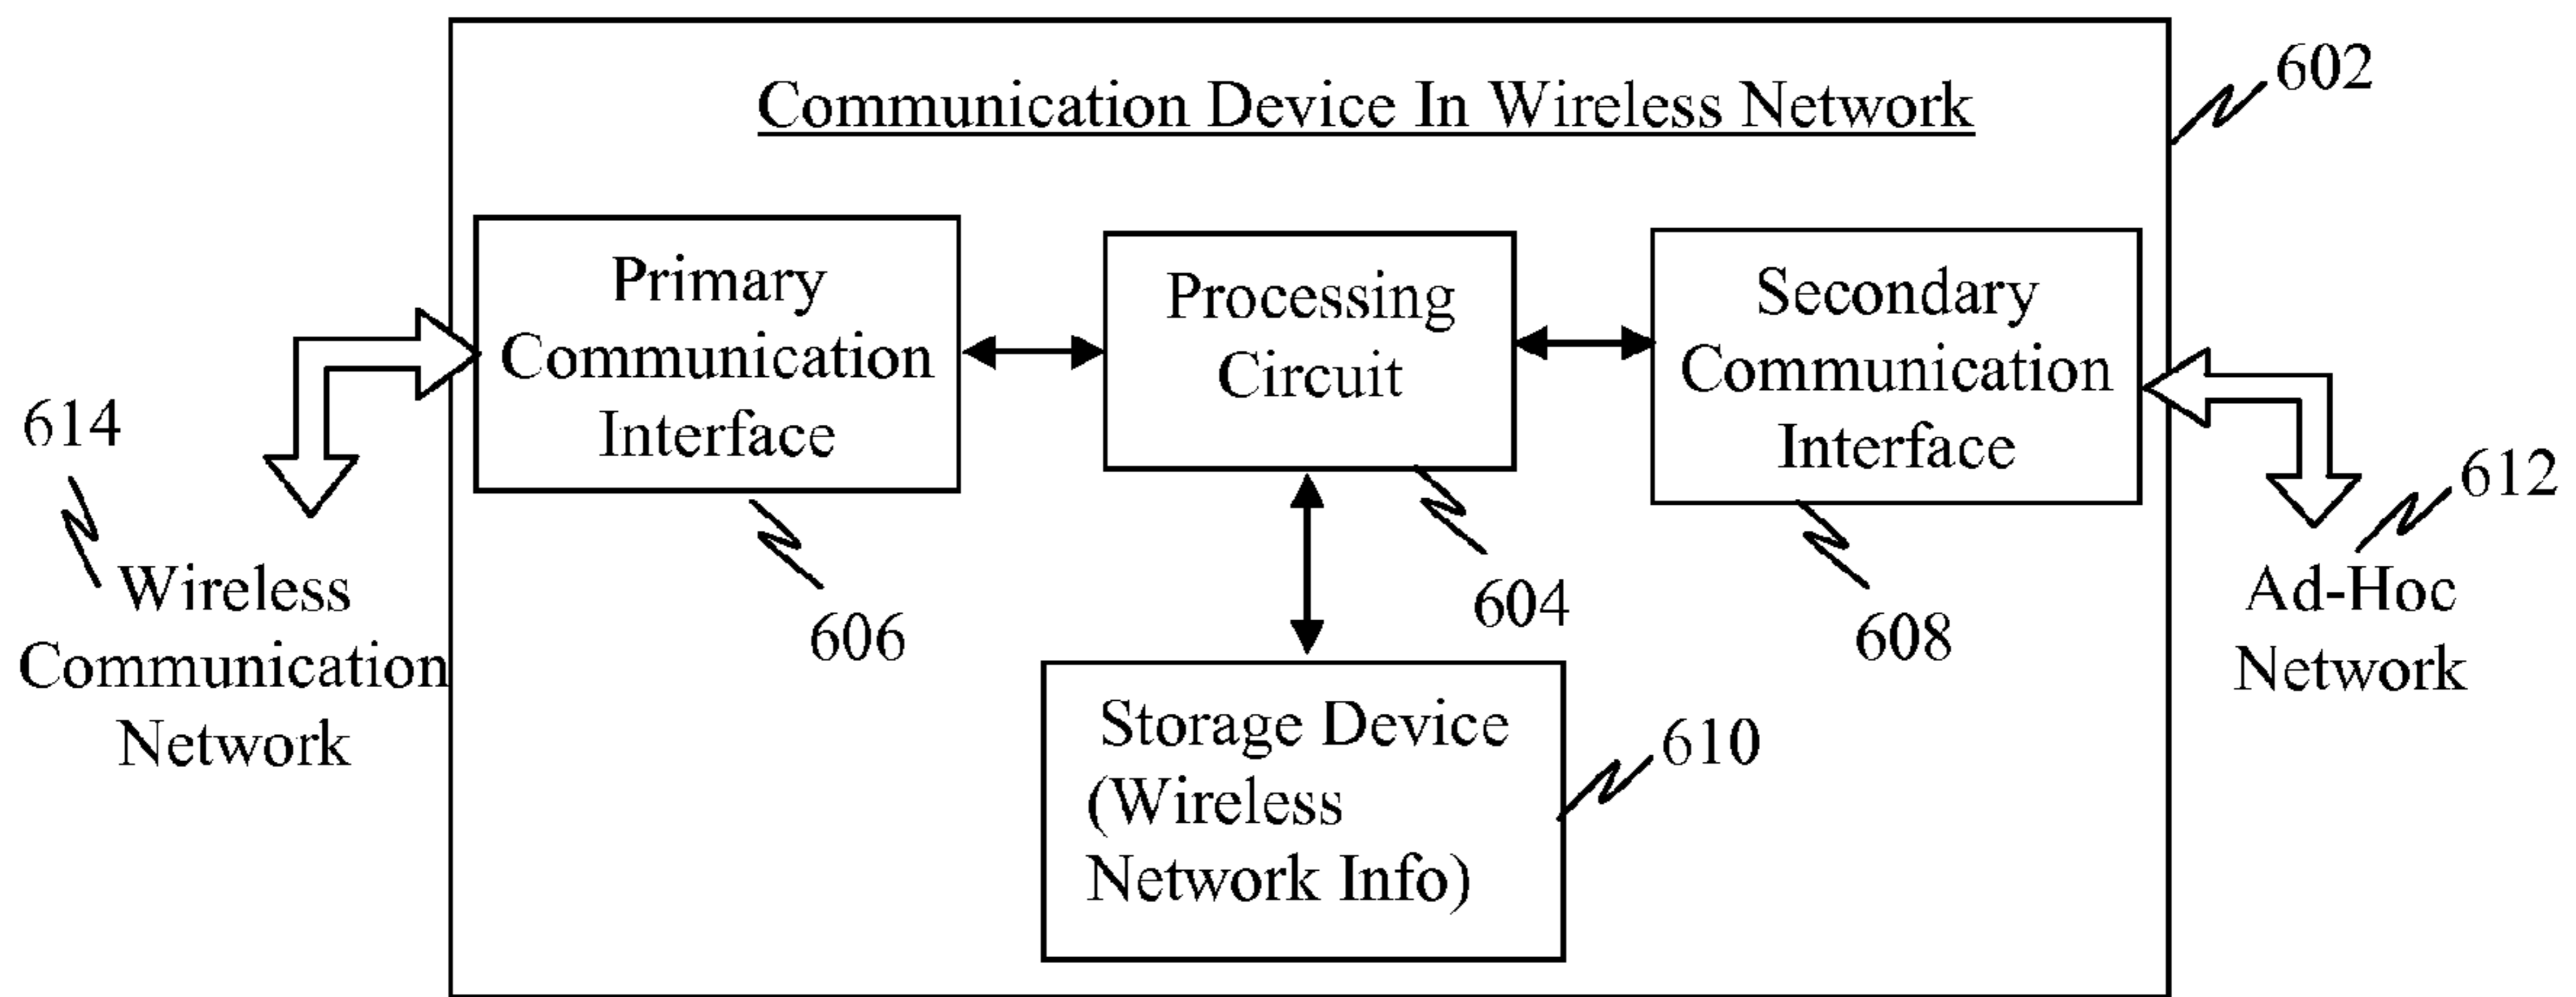 Communication Device In Wireless Network
602
Primary
Communication
Interface
606
Processing
Circuit
604
Secondary
Communication
Interface
608
614
Wireless
Communication
Network
612
Ad-Hoc
Network
Storage Device
(Wireless
Network Info)
610